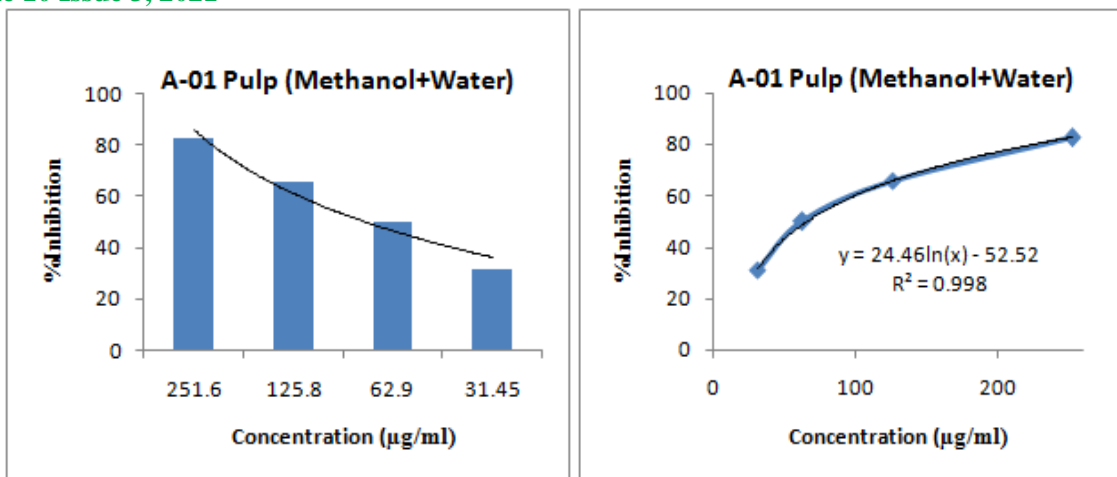 A-01 Pulp (Methanol+Water)
100
80
60
40
20
0
%Inhibition
251.6 125.8 62.9 31.45
Concentration (µg/ml)
A-01 Pulp (Methanol+Water)
100
80
60
40
20
0
%Inhibition
y = 24.46ln(x) - 52.52
R² = 0.998
0 100 200
Concentration (µg/ml)